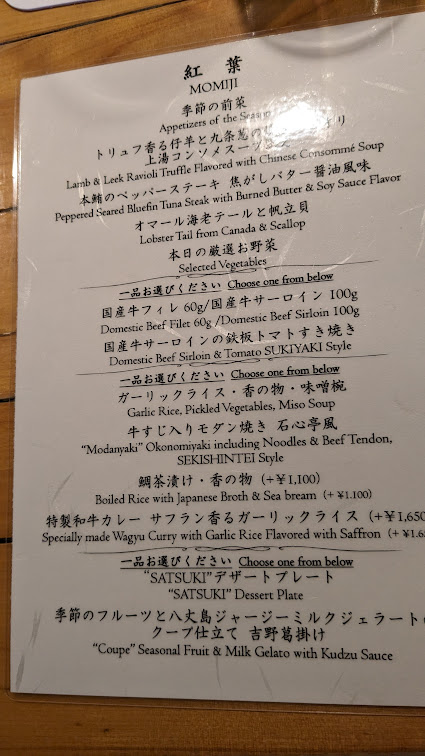 紅 葉
MOMIJI
季節の前菜
Appetizers of the Season
トリュフ香る仔羊と九条葱の
上湯コンソメスープ
Lamb & Leek Ravioli Truffle Flavored with Chinese Consommé Soup
本鮪のペッパーステーキ 焦がしバター醤油風味
Peppered Seared Bluefin Tuna Steak with Burned Butter & Soy Sauce Flavor
オマール海老テールと帆立貝
Lobster Tail from Canada & Scallop
本日の厳選お野菜
Selected Vegetables
一品お選びください Choose one from below
国産牛フィレ 60g/国産牛サーロイン 100g
Domestic Beef Filet 60g /Domestic Beef Sirloin 100g
国産牛サーロインの鉄板トマトすき焼き
Domestic Beef Sirloin & Tomato SUKIYAKI Style
一品お選びください Choose one from below
ガーリックライス・香の物・味噌椀
Garlic Rice, Pickled Vegetables, Miso Soup
牛すじ入りモダン焼き 石心亭風
"Modanyaki" Okonomiyaki including Noodles & Beef Tendon,
SEKISHINTEI Style
鯛茶漬け・香の物 (+¥1,100)
Boiled Rice with Japanese Broth & Sea bream (+¥1.100)
特製和牛カレー サフラン香るガーリックライス (+¥1,650
Specially made Wagyu Curry with Garlic Rice Flavored with Saffron
一品お選びください Choose one from below
"SATSUKI"デザートプレート
"SATSUKI" Dessert Plate
季節のフルーツと八丈島ジャージーミルクジェラートの
クープ仕立て 吉野葛掛け
"Coupe" Seasonal Fruit & Milk Gelato with Kudzu Sauce